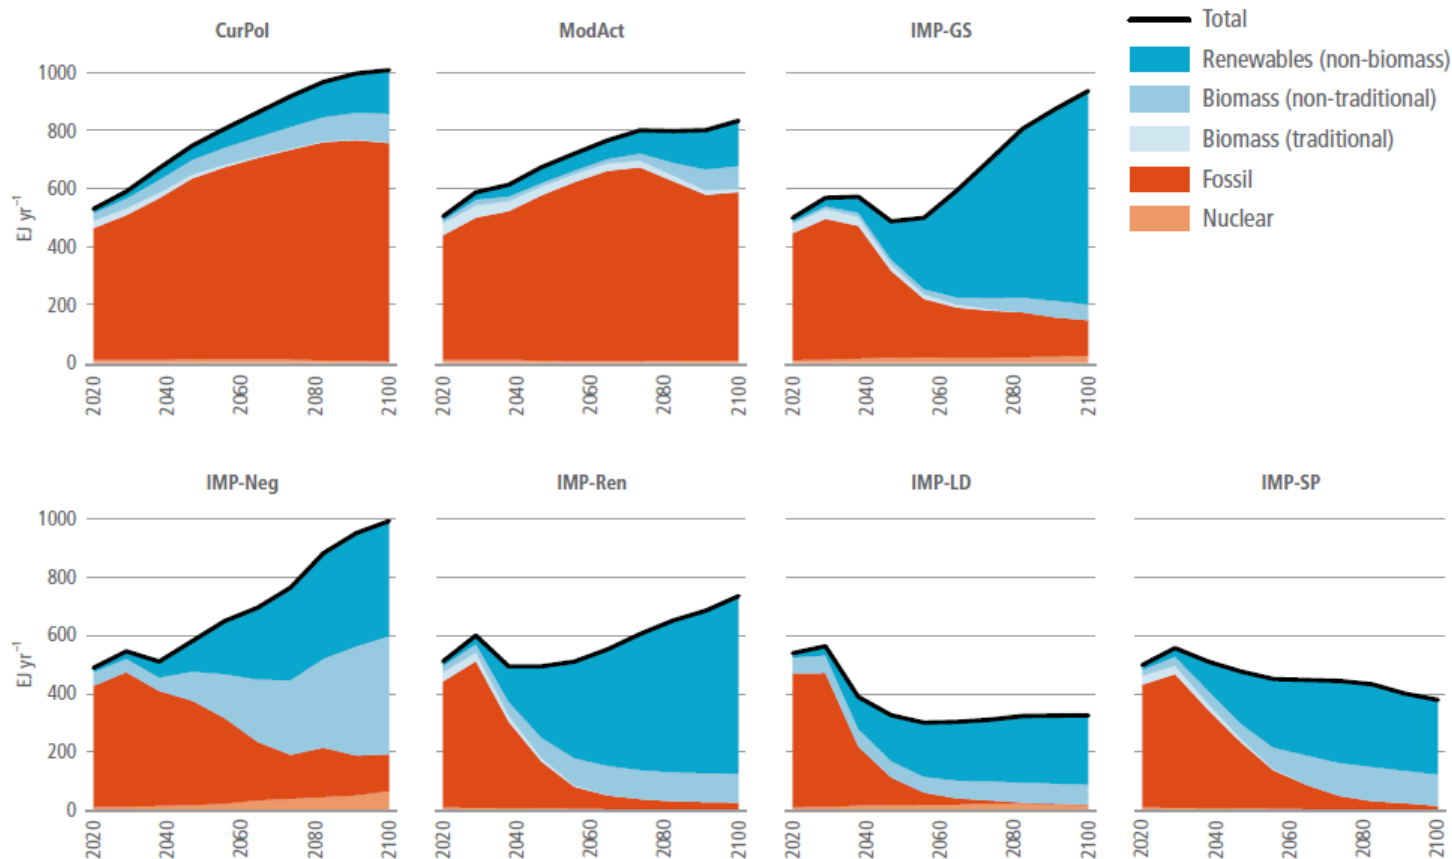 CurPol
ModAct
IMP-GS
Total
Renewables (non-biomass)
Biomass (non-traditional)
Biomass (traditional)
Fossil
Nuclear
EJ yr⁻¹
1000
800
600
400
200
0
2020 2040 2060 2080 2100
2020 2040 2060 2080 2100
2020 2040 2060 2080 2100
IMP-Neg
IMP-Ren
IMP-LD
IMP-SP
EJ yr⁻¹
1000
800
600
400
200
0
2020 2040 2060 2080 2100
2020 2040 2060 2080 2100
2020 2040 2060 2080 2100
2020 2040 2060 2080 2100